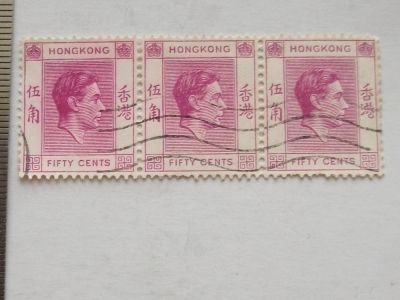 HONGKONG HONGKONG HONGKONG
伍角 香港 伍角 香港 伍角 香港
FIFTY CENTS FIFTY CENTS FIFTY CENTS